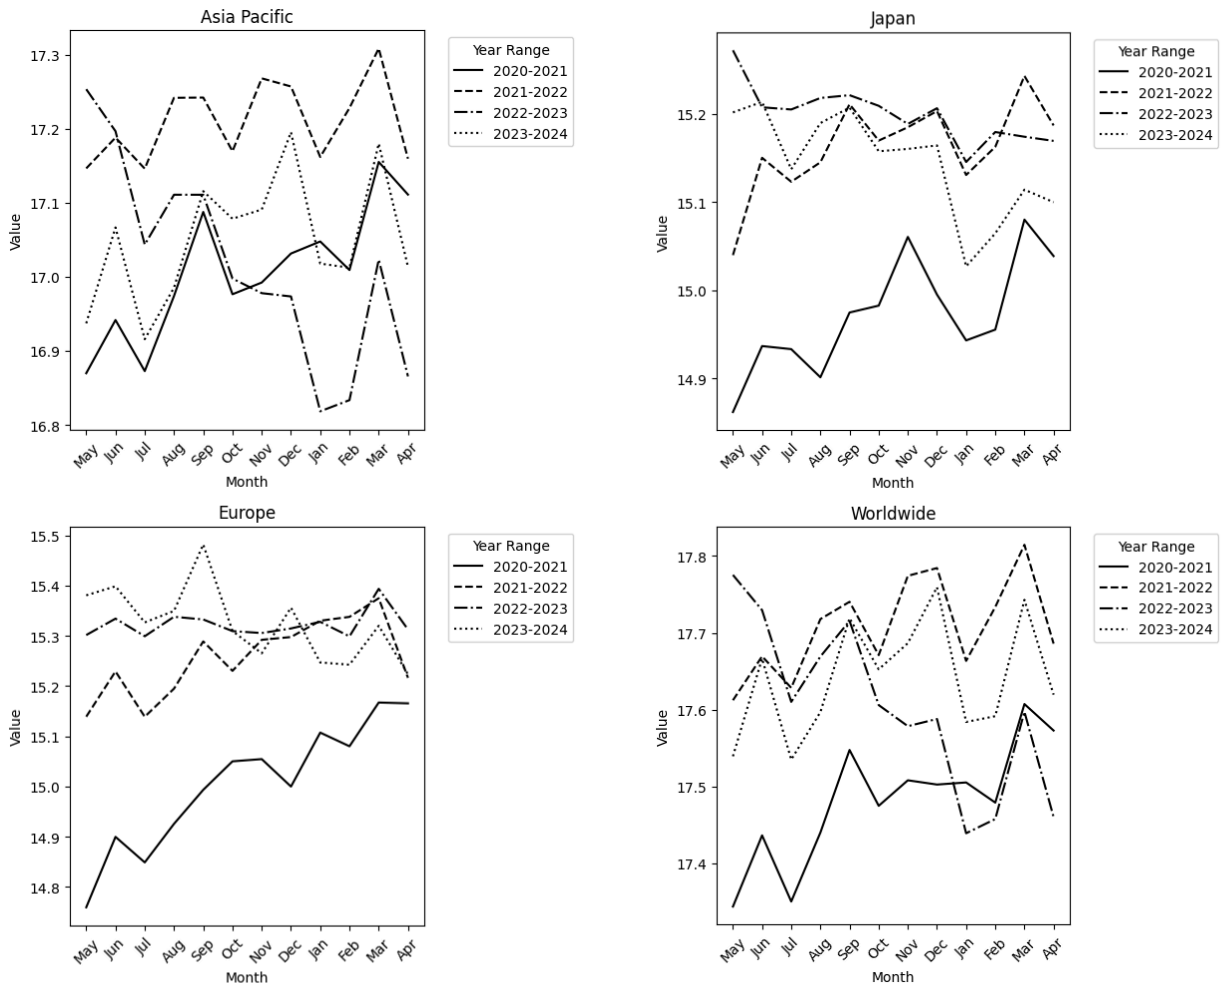 Asia Pacific
17.3
17.2
17.1
17.0
16.9
16.8
Value
May Jun Jul Aug Sep Oct Nov Dec Jan Feb Mar Apr
Month
Year Range
2020-2021
2021-2022
2022-2023
2023-2024
Japan
15.2
15.1
15.0
14.9
Value
May Jun Jul Aug Sep Oct Nov Dec Jan Feb Mar Apr
Month
Year Range
2020-2021
2021-2022
2022-2023
2023-2024
Europe
15.5
15.4
15.3
15.2
15.1
15.0
14.9
14.8
Value
May Jun Jul Aug Sep Oct Nov Dec Jan Feb Mar Apr
Month
Year Range
2020-2021
2021-2022
2022-2023
2023-2024
Worldwide
17.8
17.7
17.6
17.5
17.4
Value
May Jun Jul Aug Sep Oct Nov Dec Jan Feb Mar Apr
Month
Year Range
2020-2021
2021-2022
2022-2023
2023-2024